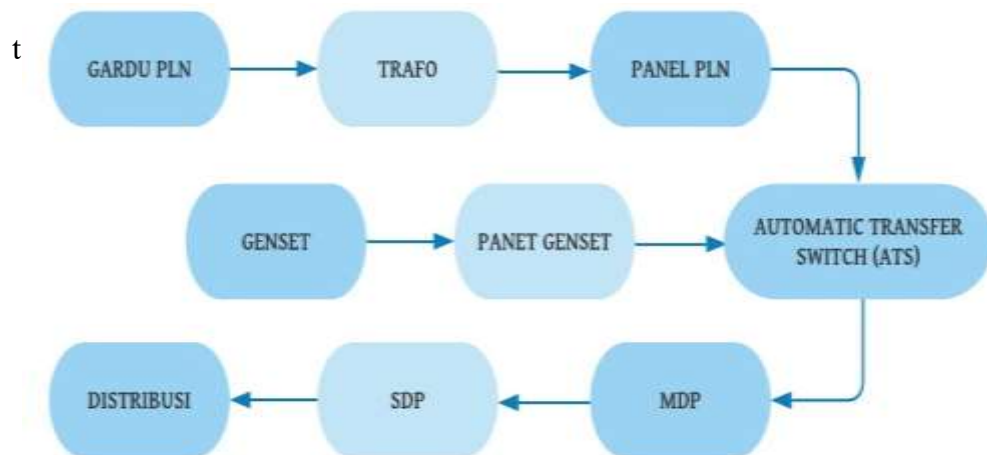 t
GARDU PLN
TRAFO
PANEL PLN
GENSET
PANET GENSET
AUTOMATIC TRANSFER
SWITCH (ATS)
DISTRIBUSI
SDP
MDP